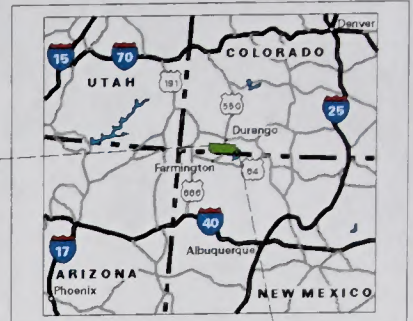 Denver
15
70
COLORADO
UTAH
191
550
25
Durango
Farmington
64
666
40
17
Albuquerque
ARIZONA
Phoenix
NEW MEXICO